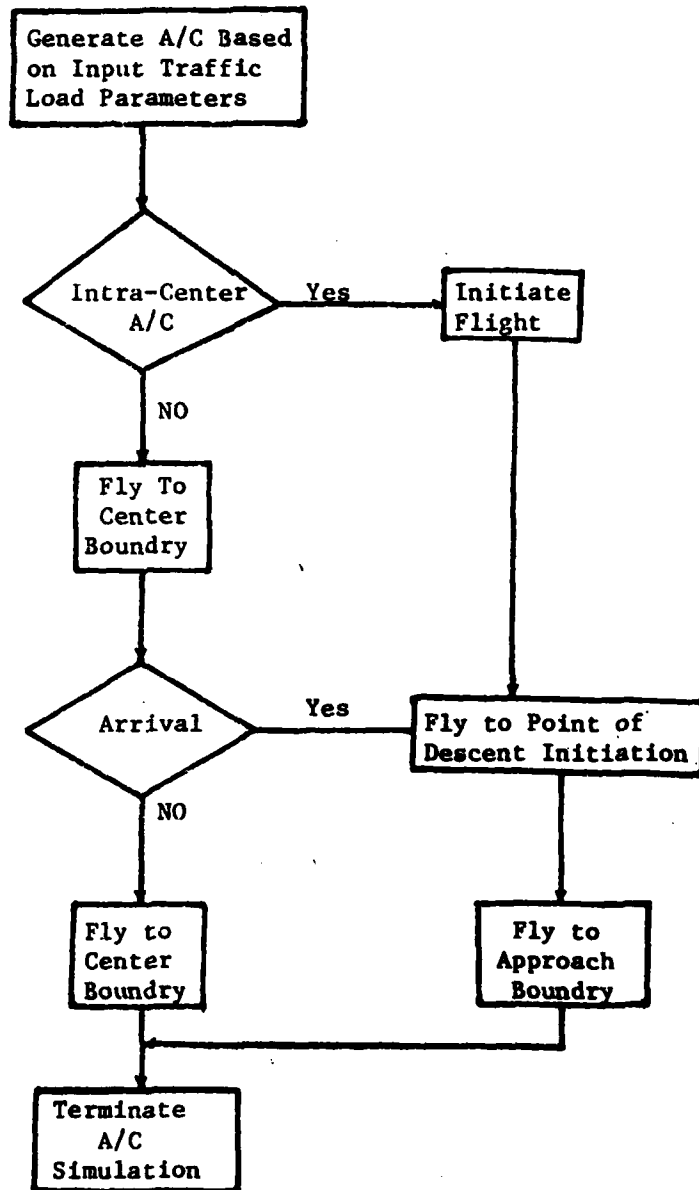 Generate A/C Based
on Input Traffic
Load Parameters
Intra-Center
A/C
Yes
Initiate
Flight
NO
Fly To
Center
Boundry
Arrival
Yes
Fly to Point of
Descent Initiation
NO
Fly to
Center
Boundry
Fly to
Approach
Boundry
Terminate
A/C
Simulation